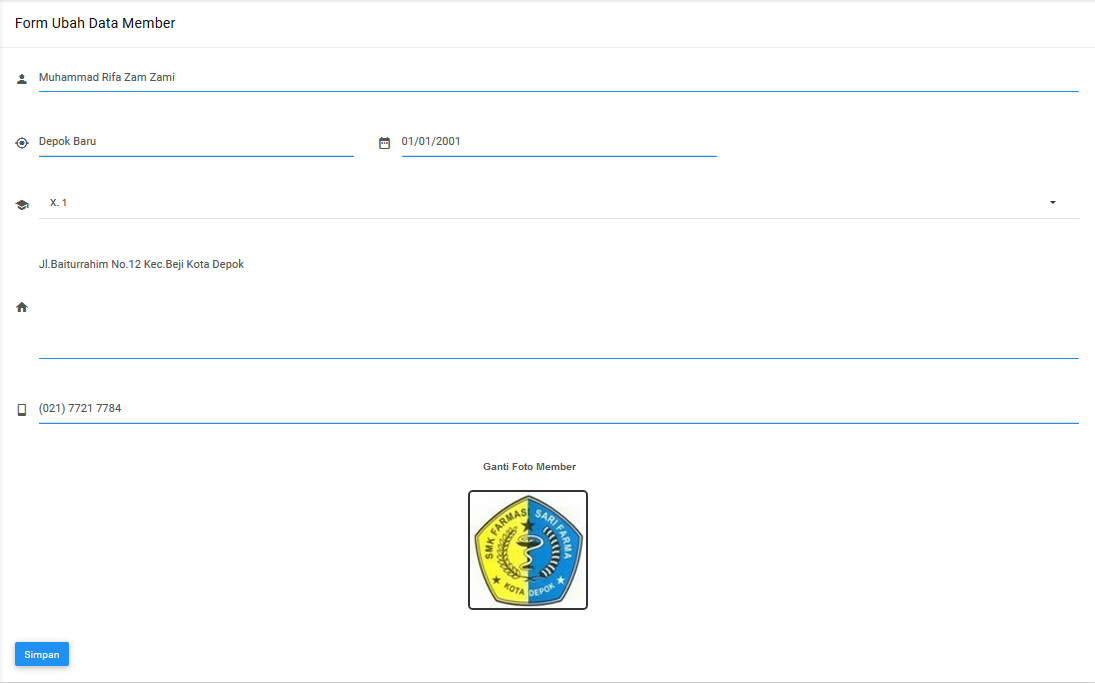 Form Ubah Data Member
Muhammad Rifa Zam Zami
Depok Baru
01/01/2001
X. 1
Jl.Baiturrahim No.12 Kec.Beji Kota Depok
(021) 7721 7784
Ganti Foto Member
SMK FARMASI SARI FARMA
KOTA DEPOK
Simpan